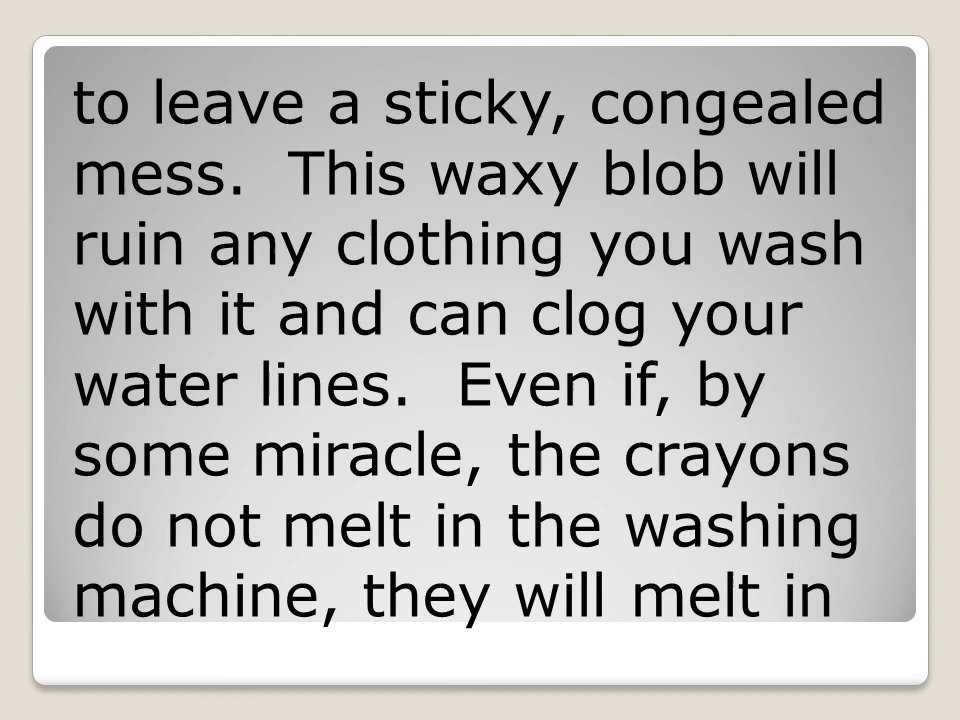 to leave a sticky, congealed
mess.  This waxy blob will
ruin any clothing you wash
with it and can clog your
water lines.  Even if, by
some miracle, the crayons
do not melt in the washing
machine, they will melt in